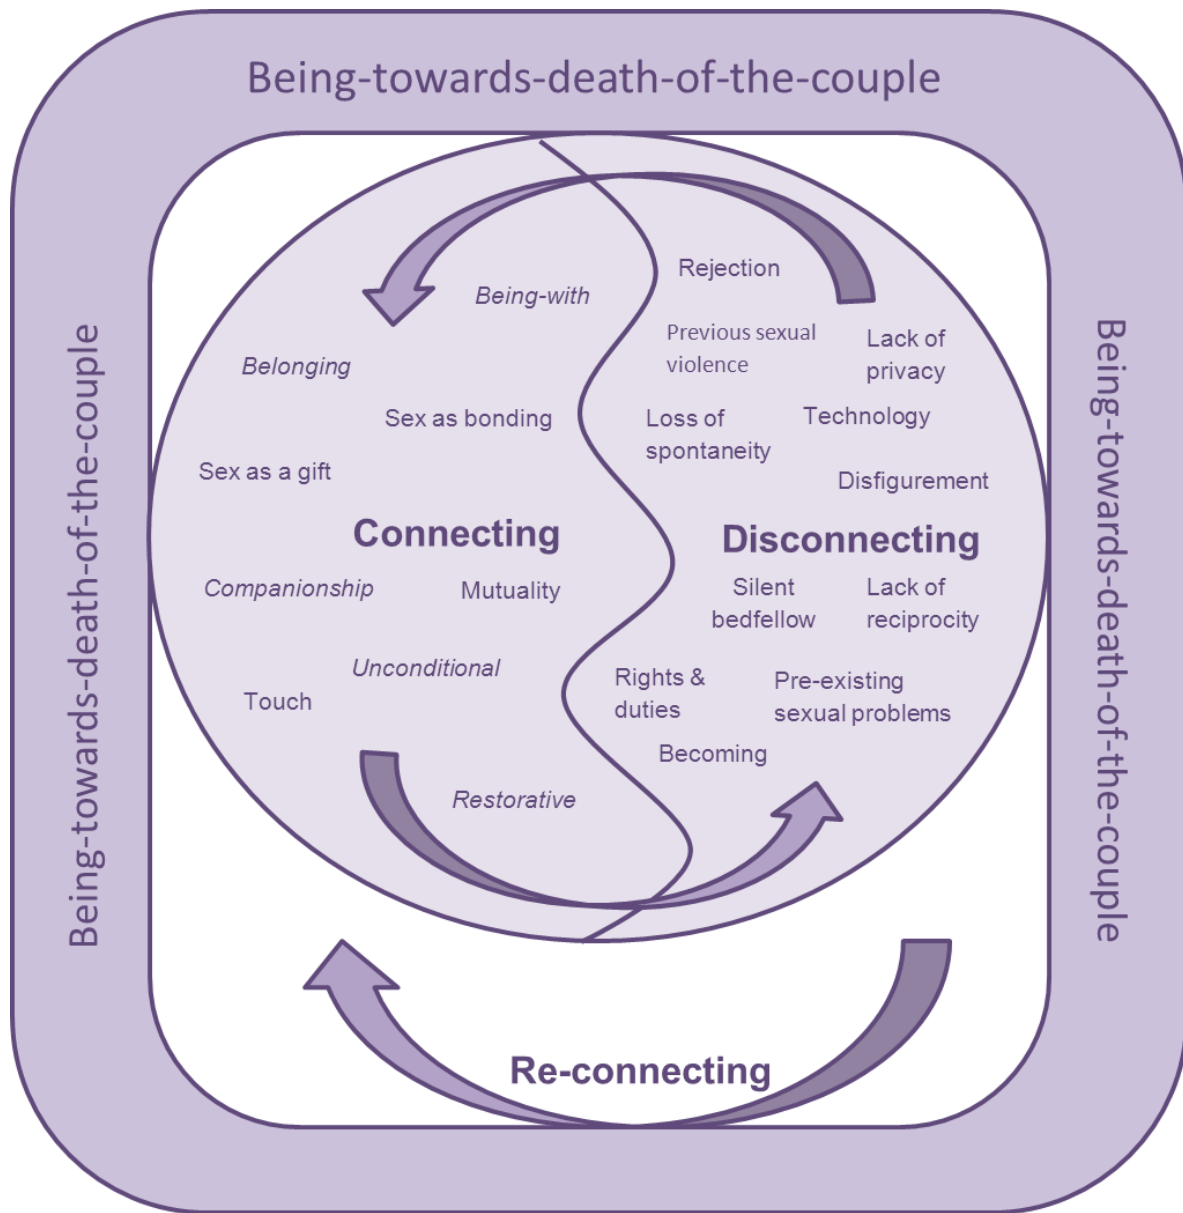 Being-towards-death-of-the-couple
Being-towards-death-of-the-couple
Being-with
Belonging
Sex as bonding
Sex as a gift
Connecting
Companionship
Mutuality
Unconditional
Touch
Restorative
Rejection
Previous sexual
violence
Lack of
privacy
Loss of
spontaneity
Technology
Disfigurement
Disconnecting
Silent
bedfellow
Lack of
reciprocity
Rights &
duties
Pre-existing
sexual problems
Becoming
Being-towards-death-of-the-couple
Re-connecting